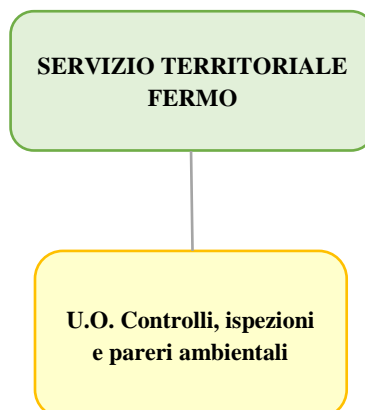 SERVIZIO TERRITORIALE
FERMO
U.O. Controlli, ispezioni
e pareri ambientali